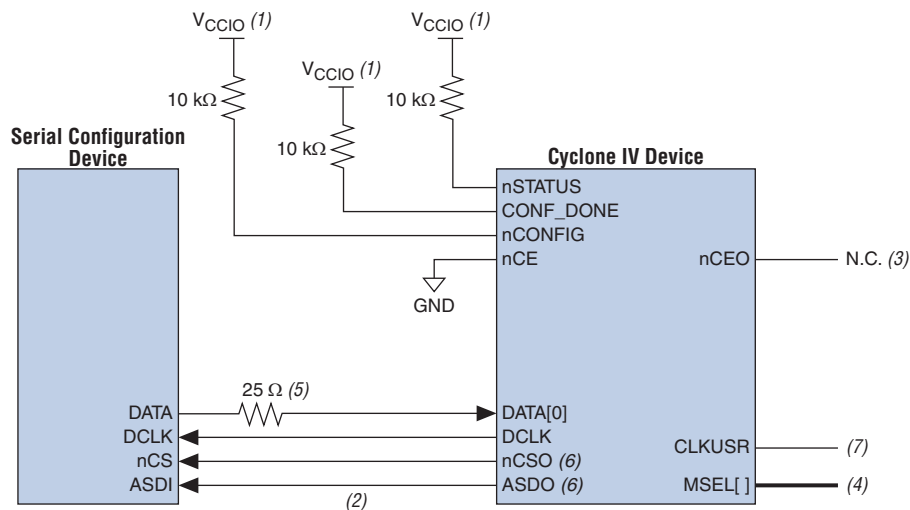 VCCIO (1)
VCCIO (1)
VCCIO (1)
10 kΩ
10 kΩ
10 kΩ
Serial Configuration
Device
Cyclone IV Device
nSTATUS
CONF_DONE
nCONFIG
nCE
nCEO
N.C. (3)
GND
25 Ω (5)
DATA
DATA[0]
DCLK
DCLK
nCS
nCSO (6)
ASDI
ASDO (6)
(2)
CLKUSR
(7)
MSEL[ ]
(4)